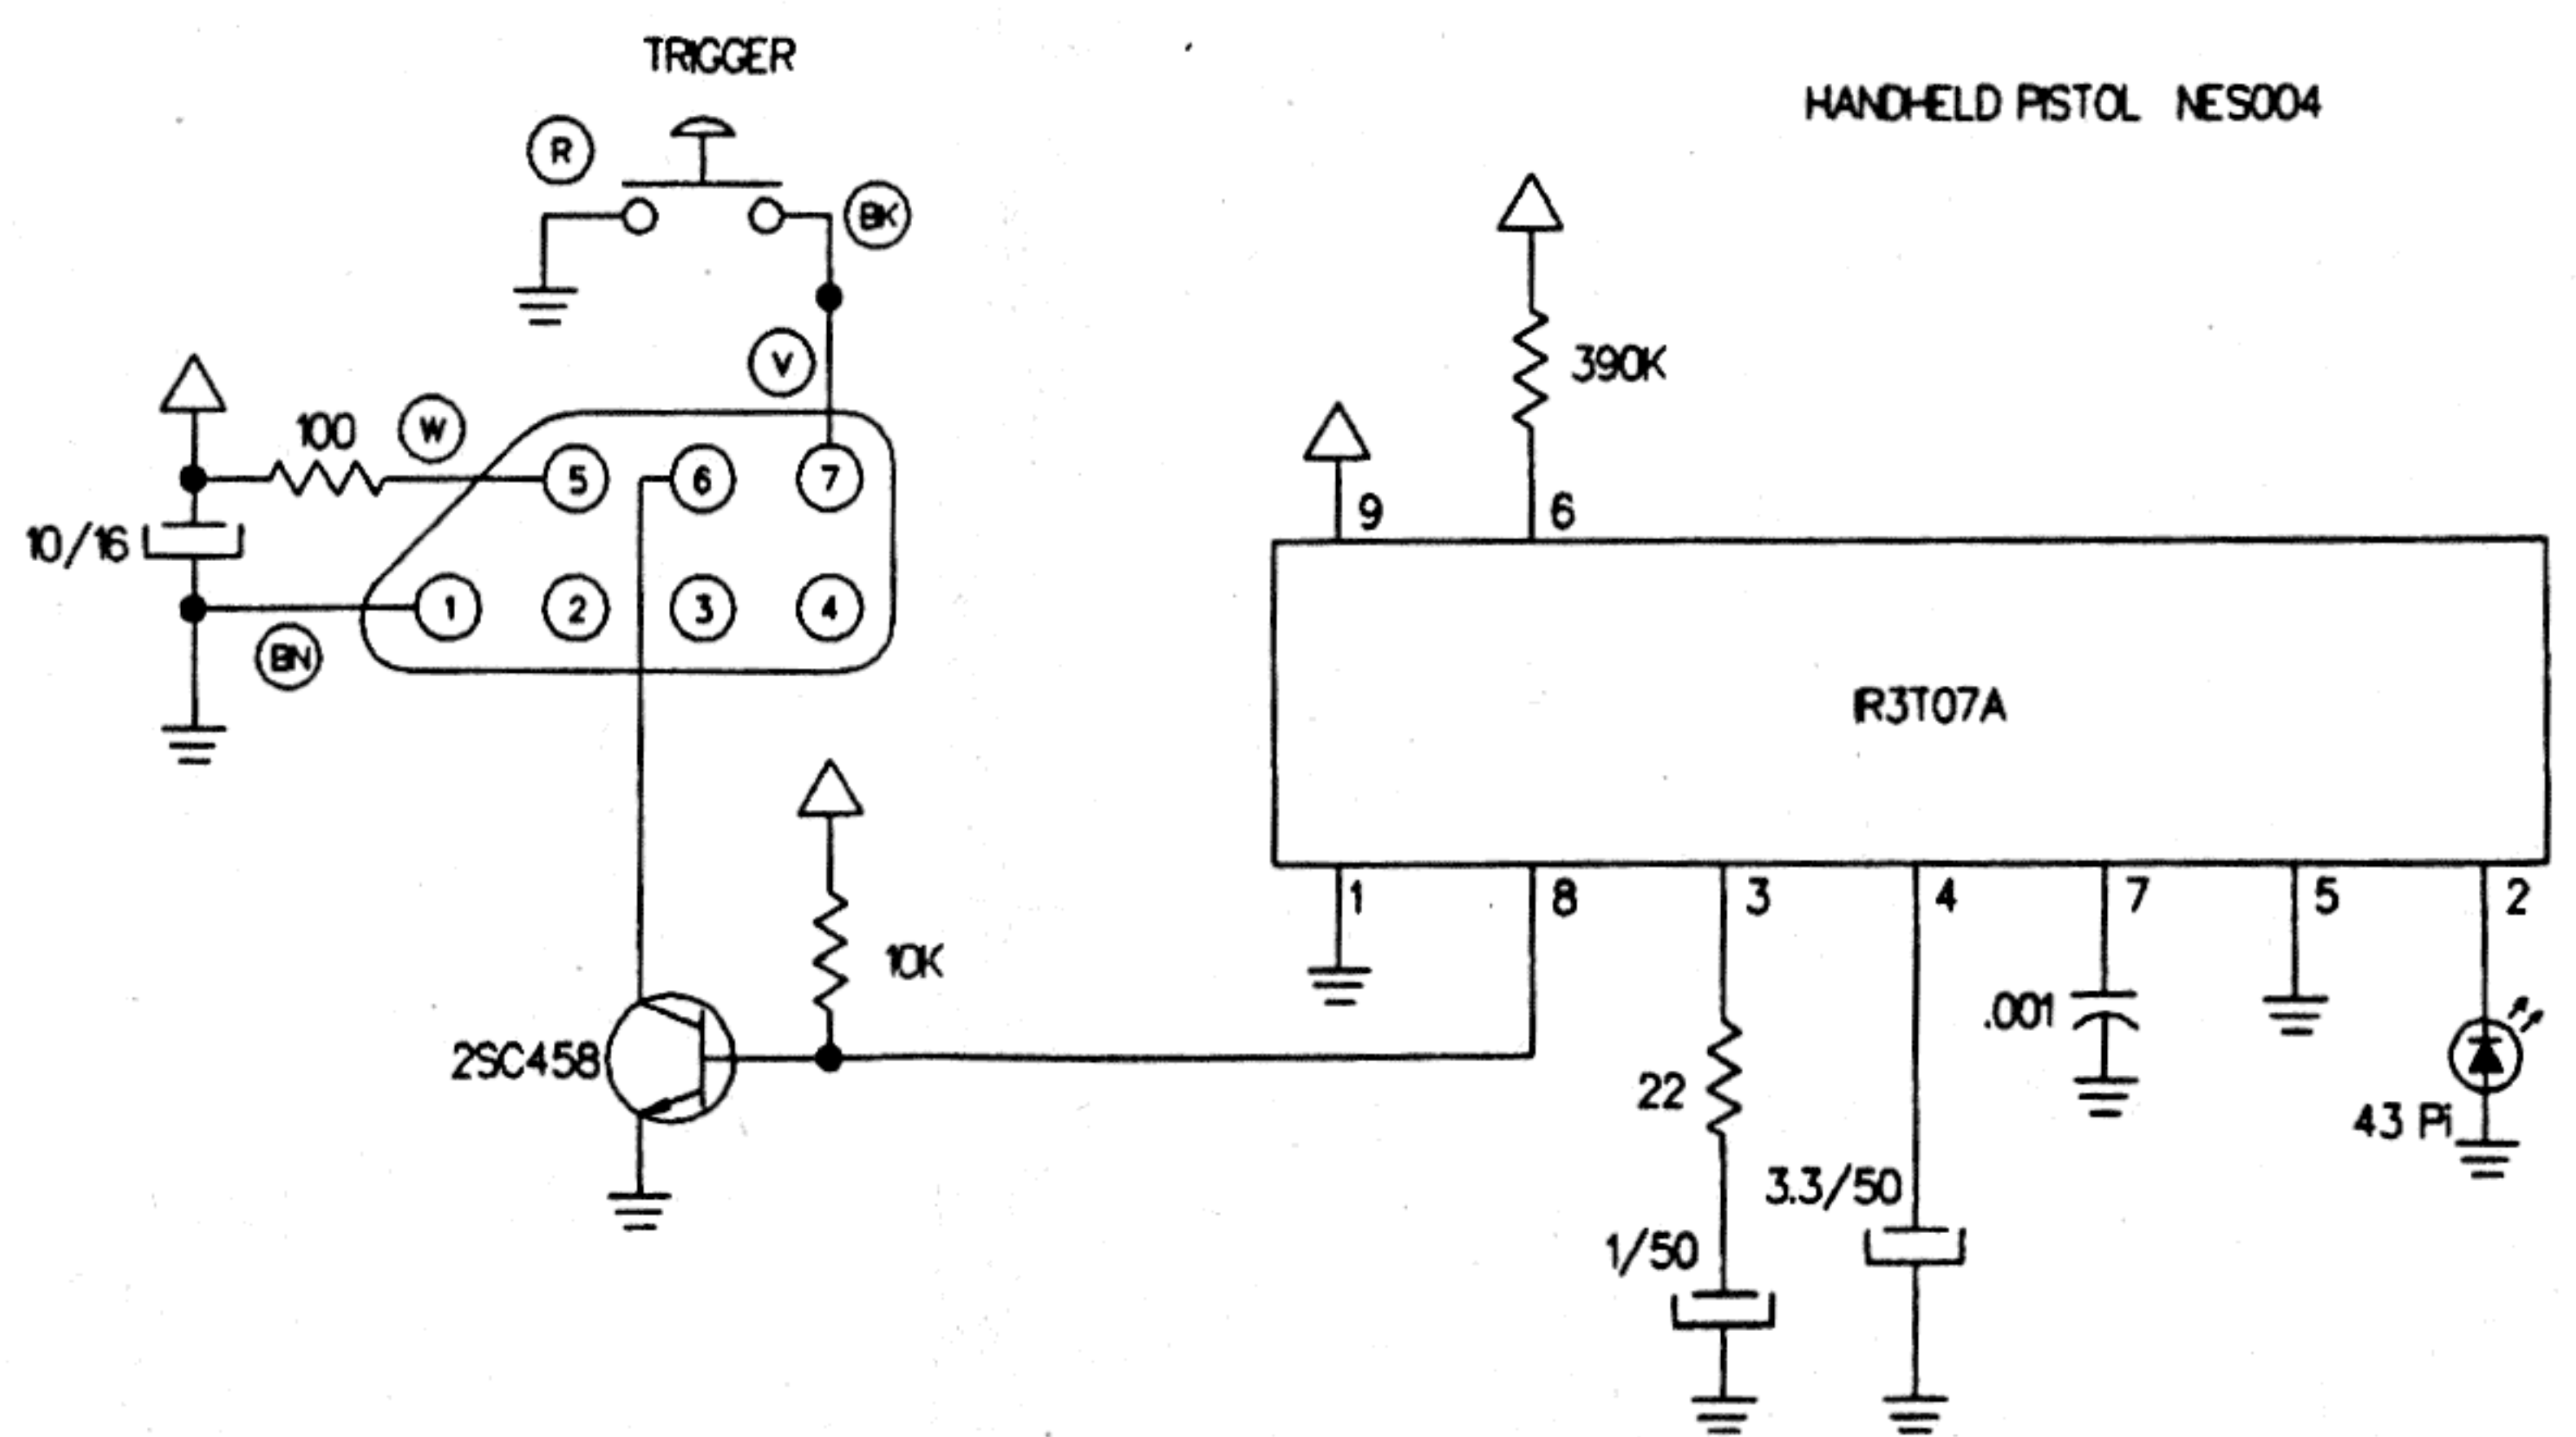 TRIGGER
HANDHELD PISTOL NES004
R
BK
V
390K
100
W
9
6
5
6
7
10/16
1
2
3
4
BN
IR3T07A
1
8
3
4
7
5
2
10K
.001
2SC458
22
43 Pi
3.3/50
1/50